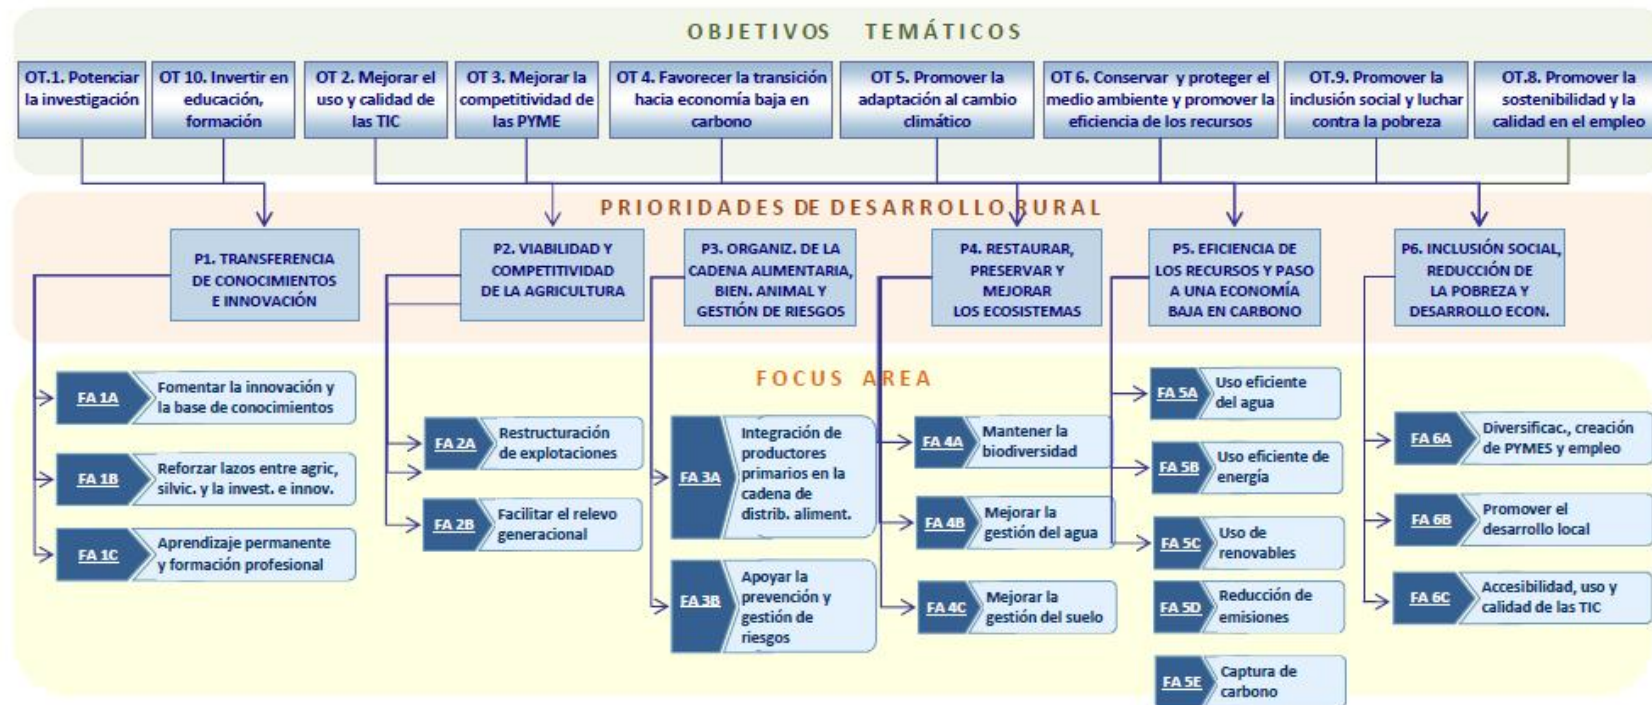 OBJETIVOS TEMÁTICOS
OT.1. Potenciar
la investigación
OT 10. Invertir en
educación,
formación
OT 2. Mejorar el
uso y calidad de
las TIC
OT 3. Mejorar la
competitividad de
las PYME
OT 4. Favorecer la transición
hacia economía baja en
carbono
OT 5. Promover la
adaptación al cambio
climático
OT 6. Conservar y proteger el
medio ambiente y promover la
eficiencia de los recursos
OT.9. Promover la
inclusión social y luchar
contra la pobreza
OT.8. Promover la
sostenibilidad y la
calidad en el empleo
PRIORIDADES DE DESARROLLO RURAL
P1. TRANSFERENCIA
DE CONOCIMIENTOS
E INNOVACIÓN
P2. VIABILIDAD Y
COMPETITIVIDAD
DE LA AGRICULTURA
P3. ORGANIZ. DE LA
CADENA ALIMENTARIA,
BIEN. ANIMAL Y
GESTIÓN DE RIESGOS
P4. RESTAURAR,
PRESERVAR Y
MEJORAR
LOS ECOSISTEMAS
P5. EFICIENCIA DE
LOS RECURSOS Y PASO
A UNA ECONOMÍA
BAJA EN CARBONO
P6. INCLUSIÓN SOCIAL,
REDUCCIÓN DE
LA POBREZA Y
DESARROLLO ECON.
FOCUS AREA
FA 1A
Fomentar la innovación y
la base de conocimientos
FA 1B
Reforzar lazos entre agric,
silvic. y la invest. e innov.
FA 1C
Aprendizaje permanente
y formación profesional
FA 2A
Restructuración
de explotaciones
FA 2B
Facilitar el relevo
generacional
FA 3A
Integración de
productores
primarios en la
cadena de
distrib. aliment.
FA 3B
Apoyar la
prevención y
gestión de
riesgos
FA 4A
Mantener la
biodiversidad
FA 4B
Mejorar la
gestión del agua
FA 4C
Mejorar la
gestión del suelo
FA 5A
Uso eficiente
del agua
FA 5B
Uso eficiente de
energía
FA 5C
Uso de
renovables
FA 5D
Reducción de
emisiones
FA 5E
Captura de
carbono
FA 6A
Diversificac., creación
de PYMES y empleo
FA 6B
Promover el
desarrollo local
FA 6C
Accesibilidad, uso y
calidad de las TIC